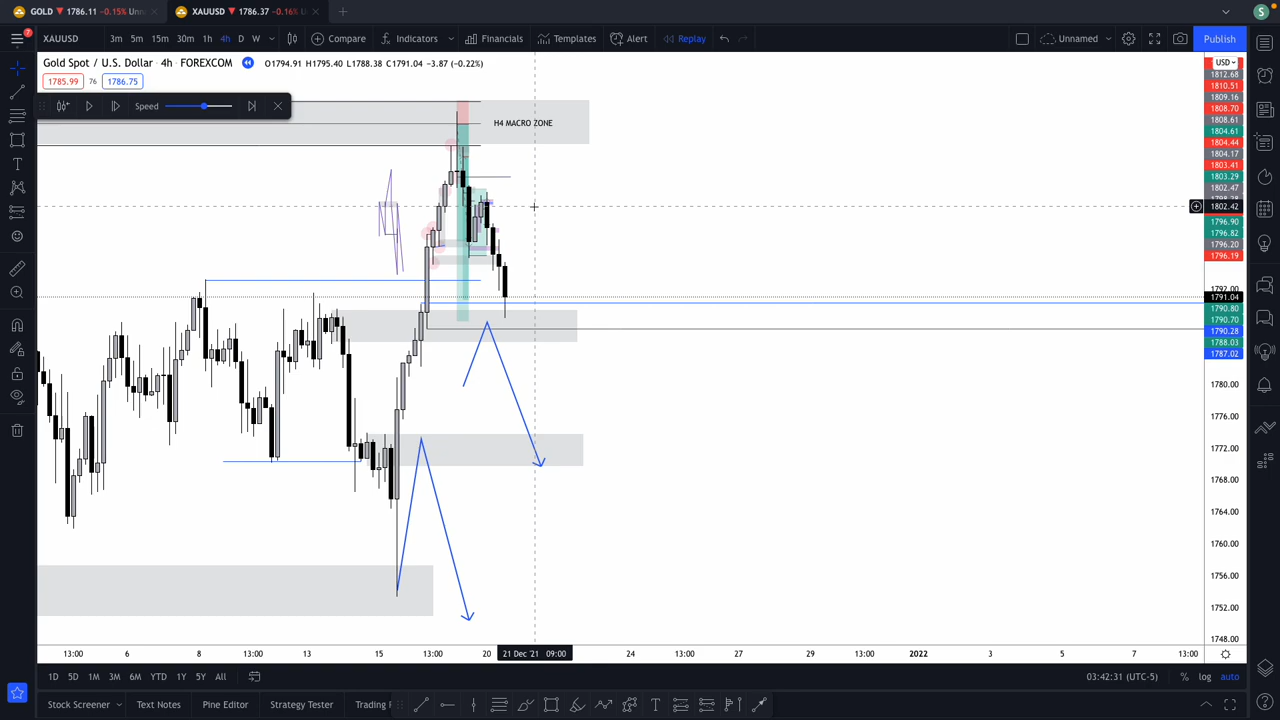 GOLD ▼ 1786.11 −0.15% Unn
XAUUSD ▼ 1786.37 −0.16% U
S
7
XAUUSD 3m 5m 15m 30m 1h 4h D W Compare Indicators Financials Templates Alert Replay Unnamed Publish
Gold Spot / U.S. Dollar · 4h · FOREXCOM O1794.91 H1795.40 L1788.38 C1791.04 −3.87 (−0.22%)
1785.99 76 1786.75
Speed
H4 MACRO ZONE
USD
1812.68
1810.51
1809.16
1808.70
1808.61
1804.61
1804.44
1804.17
1803.41
1803.29
1802.47
1802.42
1796.90
1796.82
1796.20
1796.19
1792.00
1791.04
1790.80
1790.70
1790.28
1788.03
1787.02
1780.00
1776.00
1772.00
1768.00
1764.00
1760.00
1756.00
1752.00
1748.00
13:00 6 8 13:00 13 15 13:00 20 21 Dec '21 09:00 24 13:00 27 29 13:00 2022 3 5 7 13:00
1D 5D 1M 3M 6M YTD 1Y 5Y All 03:42:31 (UTC-5) % log auto
Stock Screener Text Notes Pine Editor Strategy Tester Trading